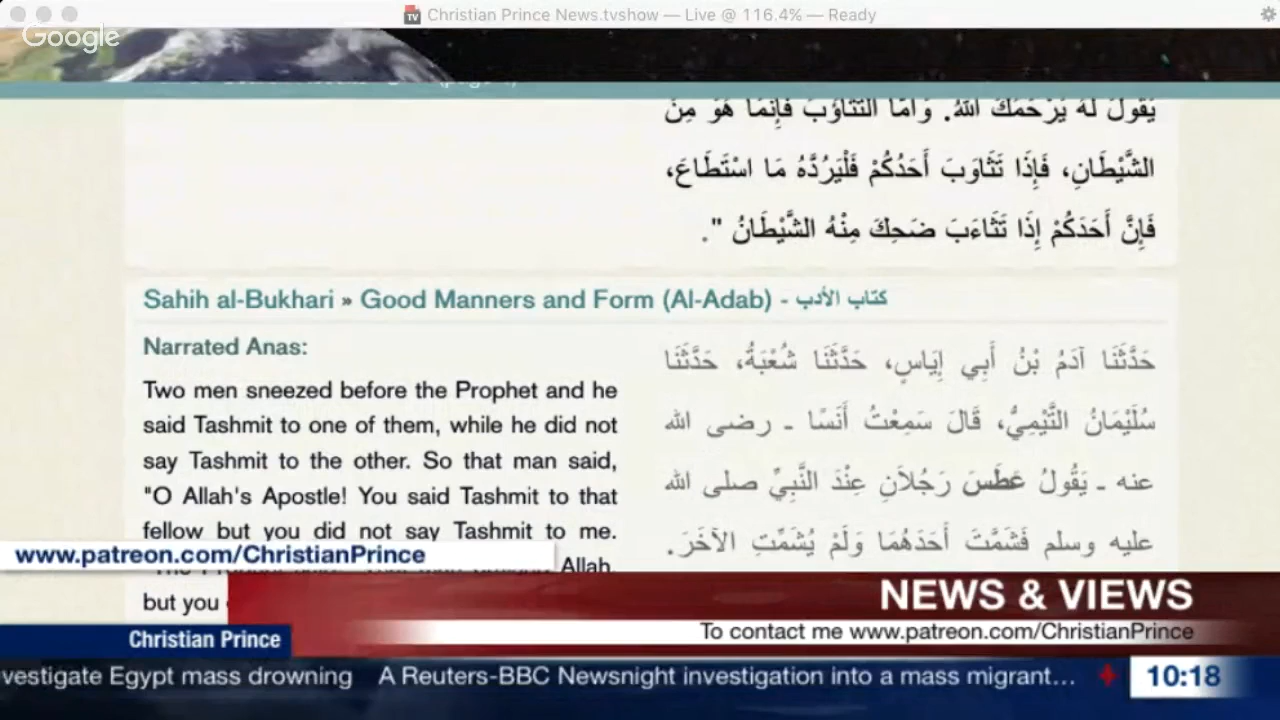 Christian Prince News.tvshow — Live @ 116.4% — Ready
Google
يَقُولُ لَهُ يَرْحَمُكَ اللَّهُ. وَأَمَّا التَّثَاوُبُ فَإِنَّمَا هُوَ مِنَ
الشَّيْطَانِ، فَإِذَا تَثَاوَبَ أَحَدُكُمْ فَلْيَرُدَّهُ مَا اسْتَطَاعَ،
فَإِنَّ أَحَدَكُمْ إِذَا تَثَاءَبَ ضَحِكَ مِنْهُ الشَّيْطَانُ ".
Sahih al-Bukhari » Good Manners and Form (Al-Adab) - كتاب الأدب
Narrated Anas:
Two men sneezed before the Prophet and he
said Tashmit to one of them, while he did not
say Tashmit to the other. So that man said,
"O Allah's Apostle! You said Tashmit to that
fellow but you did not say Tashmit to me.
Allah,
but you
حَدَّثَنَا آدَمُ بْنُ أَبِي إِيَاسٍ، حَدَّثَنَا شُعْبَةُ، حَدَّثَنَا
سُلَيْمَانُ التَّيْمِيُّ، قَالَ سَمِعْتُ أَنَسًا ـ رضى الله
عنه ـ يَقُولُ عَطَسَ رَجُلاَنِ عِنْدَ النَّبِيِّ صلى الله
عليه وسلم فَشَمَّتَ أَحَدَهُمَا وَلَمْ يُشَمِّتِ الآخَرَ.
www.patreon.com/ChristianPrince
NEWS & VIEWS
To contact me www.patreon.com/ChristianPrince
Christian Prince
vestigate Egypt mass drowning A Reuters-BBC Newsnight investigation into a mass migrant...
10:18